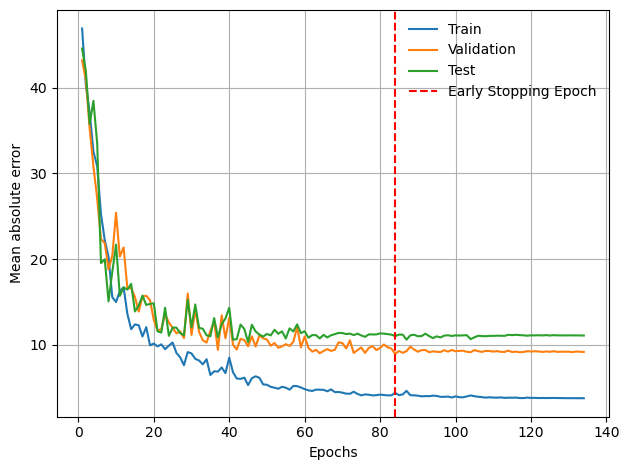 Train
Validation
Test
Early Stopping Epoch
40
30
20
10
Mean absolute error
0
20
40
60
80
100
120
140
Epochs